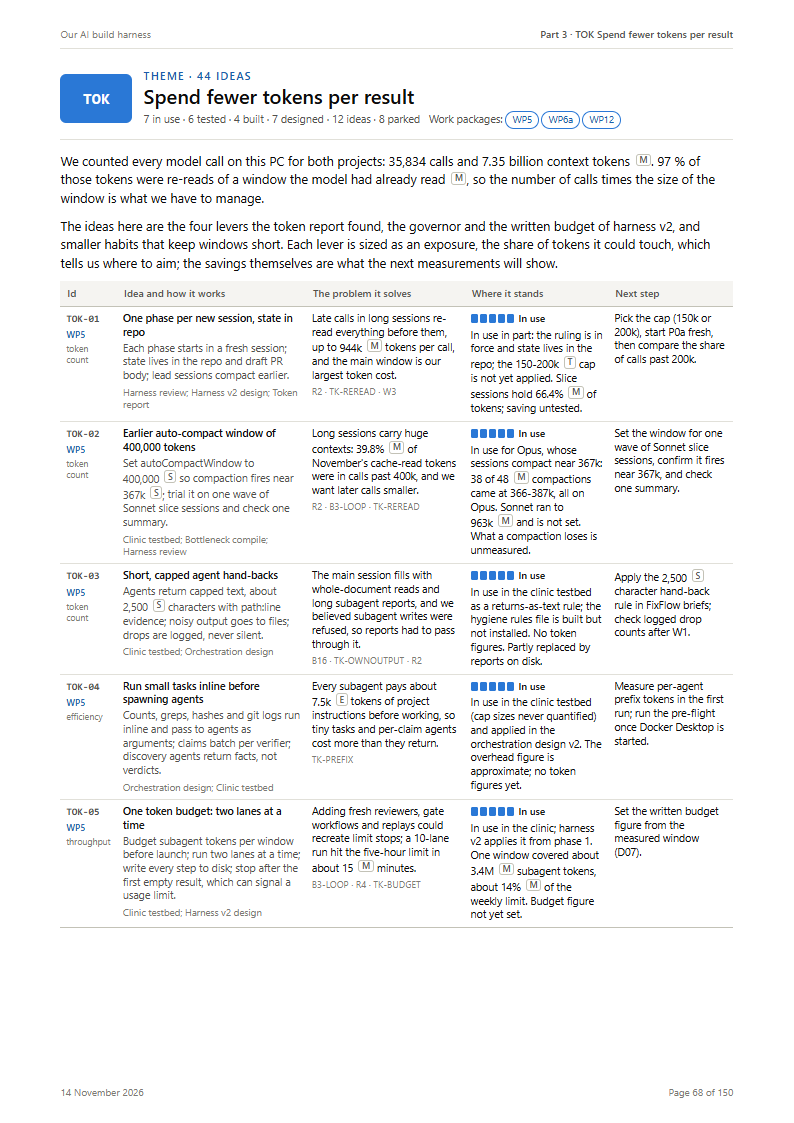 Our AI build harness
Part 3 · TOK Spend fewer tokens per result
TOK
THEME · 44 IDEAS
Spend fewer tokens per result
7 in use · 6 tested · 4 built · 7 designed · 12 ideas · 8 parked Work packages: WP5 WP6a WP12
We counted every model call on this PC for both projects: 35,834 calls and 7.35 billion context tokens M. 97 % of
those tokens were re-reads of a window the model had already read M, so the number of calls times the size of the
window is what we have to manage.
The ideas here are the four levers the token report found, the governor and the written budget of harness v2, and
smaller habits that keep windows short. Each lever is sized as an exposure, the share of tokens it could touch, which
tells us where to aim; the savings themselves are what the next measurements will show.
Id
Idea and how it works
The problem it solves
Where it stands
Next step
TOK-01
WP5
token
count
One phase per new session, state in
repo
Each phase starts in a fresh session;
state lives in the repo and draft PR
body; lead sessions compact earlier.
Harness review; Harness v2 design; Token
report
Late calls in long sessions re-
read everything before them,
up to 944k M tokens per call,
and the main window is our
largest token cost.
R2 · TK-REREAD · W3
In use
In use in part: the ruling is in
force and state lives in the
repo; the 150-200k T cap
is not yet applied. Slice
sessions hold 66.4% M of
tokens; saving untested.
Pick the cap (150k or
200k), start P0a fresh,
then compare the share
of calls past 200k.
TOK-02
WP5
token
count
Earlier auto-compact window of
400,000 tokens
Set autoCompactWindow to
400,000 S so compaction fires near
367k S; trial it on one wave of
Sonnet slice sessions and check one
summary.
Clinic testbed; Bottleneck compile;
Harness review
Long sessions carry huge
contexts: 39.8% M of
November's cache-read tokens
were in calls past 400k, and we
want later calls smaller.
R2 · B3-LOOP · TK-REREAD
In use
In use for Opus, whose
sessions compact near 367k:
38 of 48 M compactions
came at 366-387k, all on
Opus. Sonnet ran to
963k M and is not set.
What a compaction loses is
unmeasured.
Set the window for one
wave of Sonnet slice
sessions, confirm it fires
near 367k, and check
one summary.
TOK-03
WP5
token
count
Short, capped agent hand-backs
Agents return capped text, about
2,500 S characters with path:line
evidence; noisy output goes to files;
drops are logged, never silent.
Clinic testbed; Orchestration design
The main session fills with
whole-document reads and
long subagent reports, and we
believed subagent writes were
refused, so reports had to pass
through it.
B16 · TK-OWNOUTPUT · R2
In use
In use in the clinic testbed
as a returns-as-text rule; the
hygiene rules file is built but
not installed. No token
figures. Partly replaced by
reports on disk.
Apply the 2,500 S
character hand-back
rule in FixFlow briefs;
check logged drop
counts after W1.
TOK-04
WP5
efficiency
Run small tasks inline before
spawning agents
Counts, greps, hashes and git logs run
inline and pass to agents as
arguments; claims batch per verifier;
discovery agents return facts, not
verdicts.
Orchestration design; Clinic testbed
Every subagent pays about
7.5k E tokens of project
instructions before working, so
tiny tasks and per-claim agents
cost more than they return.
TK-PREFIX
In use
In use in the clinic testbed
(cap sizes never quantified)
and applied in the
orchestration design v2. The
overhead figure is
approximate; no token
figures yet.
Measure per-agent
prefix tokens in the first
run; run the pre-flight
once Docker Desktop is
started.
TOK-05
WP5
throughput
One token budget: two lanes at a
time
Budget subagent tokens per window
before launch; run two lanes at a time;
write every step to disk; stop after the
first empty result, which can signal a
usage limit.
Clinic testbed; Harness v2 design
Adding fresh reviewers, gate
workflows and replays could
recreate limit stops; a 10-lane
run hit the five-hour limit in
about 15 M minutes.
B3-LOOP · R4 · TK-BUDGET
In use
In use in the clinic; harness
v2 applies it from phase 1.
One window covered about
3.4M M subagent tokens,
about 14% M of the
weekly limit. Budget figure
not yet set.
Set the written budget
figure from the
measured window
(D07).
14 November 2026
Page 68 of 150